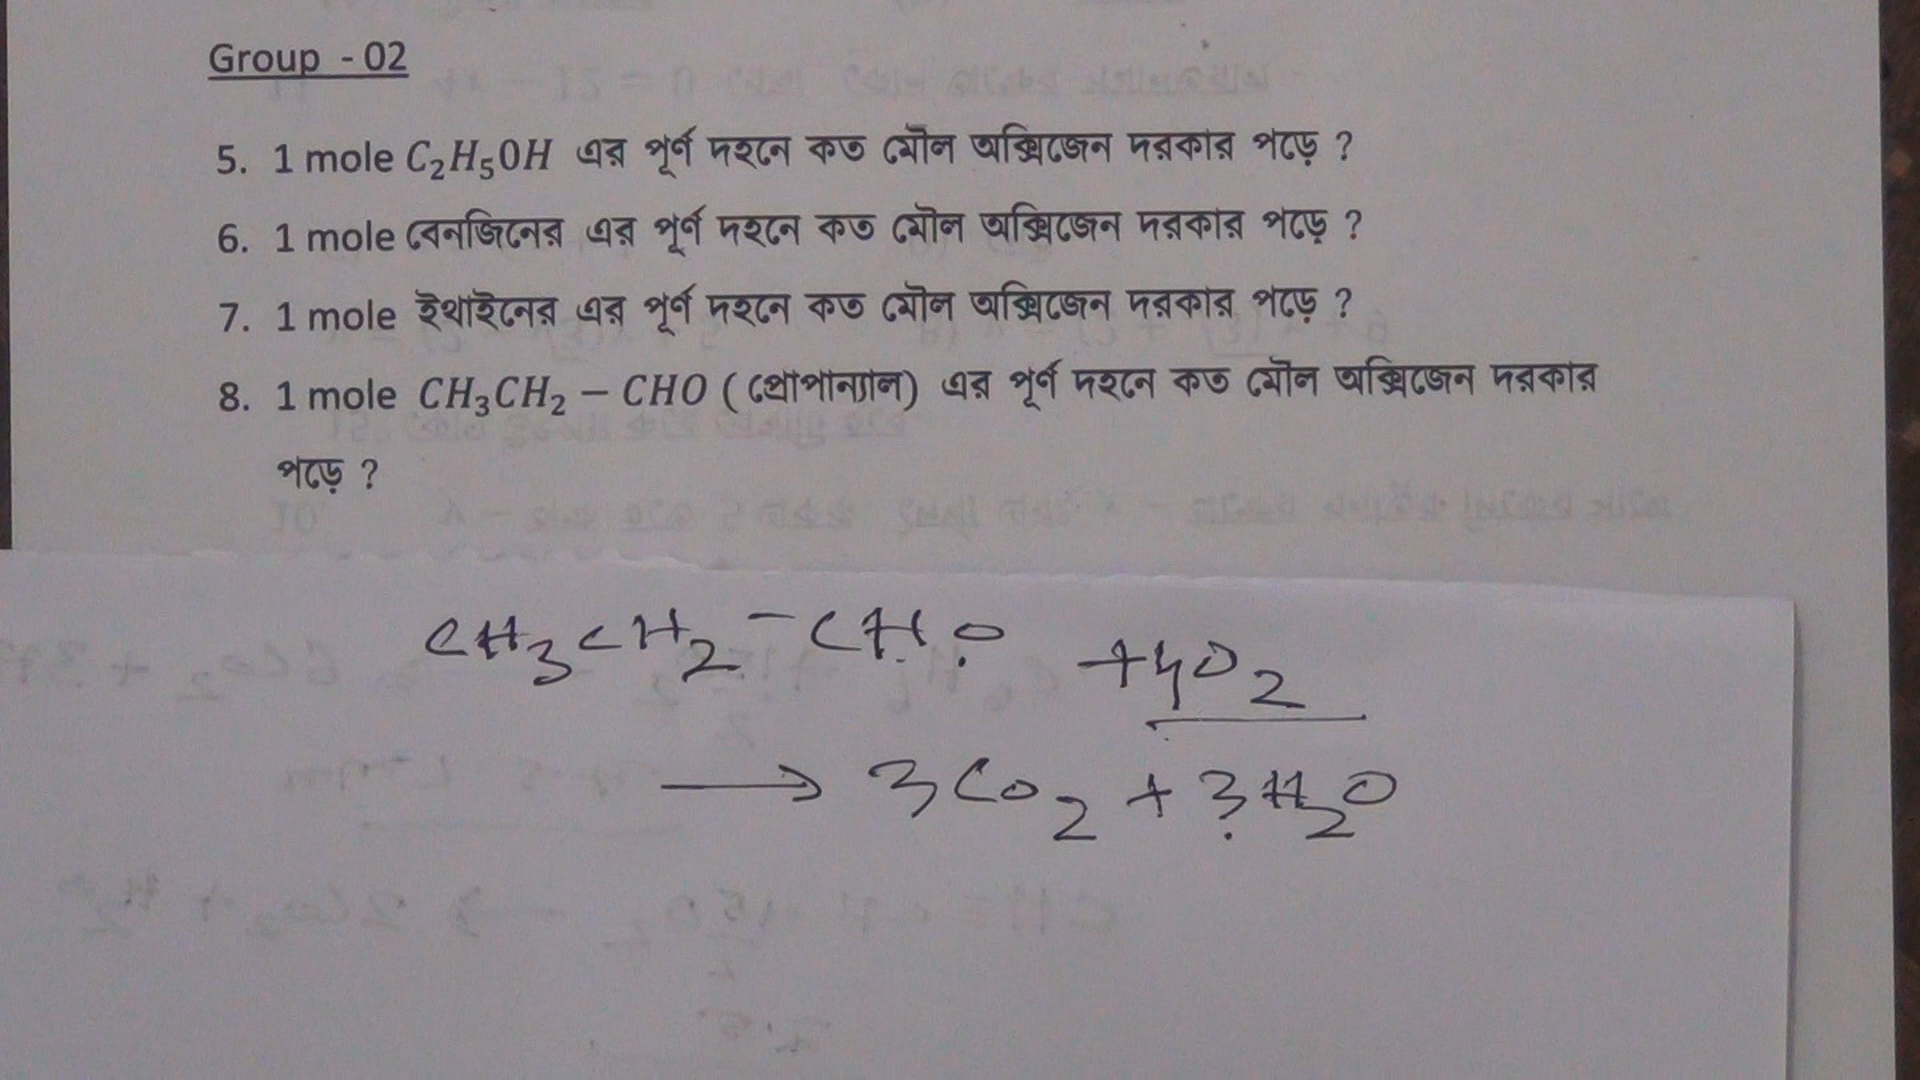 Group - 02
5. 1 mole C₂H₅OH এর পূর্ণ দহনে কত মৌল অক্সিজেন দরকার পড়ে ?
6. 1 mole বেনজিনের এর পূর্ণ দহনে কত মৌল অক্সিজেন দরকার পড়ে ?
7. 1 mole ইথাইনের এর পূর্ণ দহনে কত মৌল অক্সিজেন দরকার পড়ে ?
8. 1 mole CH₃CH₂ – CHO ( প্রোপান্যাল) এর পূর্ণ দহনে কত মৌল অক্সিজেন দরকার
পড়ে ?
CH₃CH₂-CHO +4O₂
→ 3CO₂ + 3H₂O